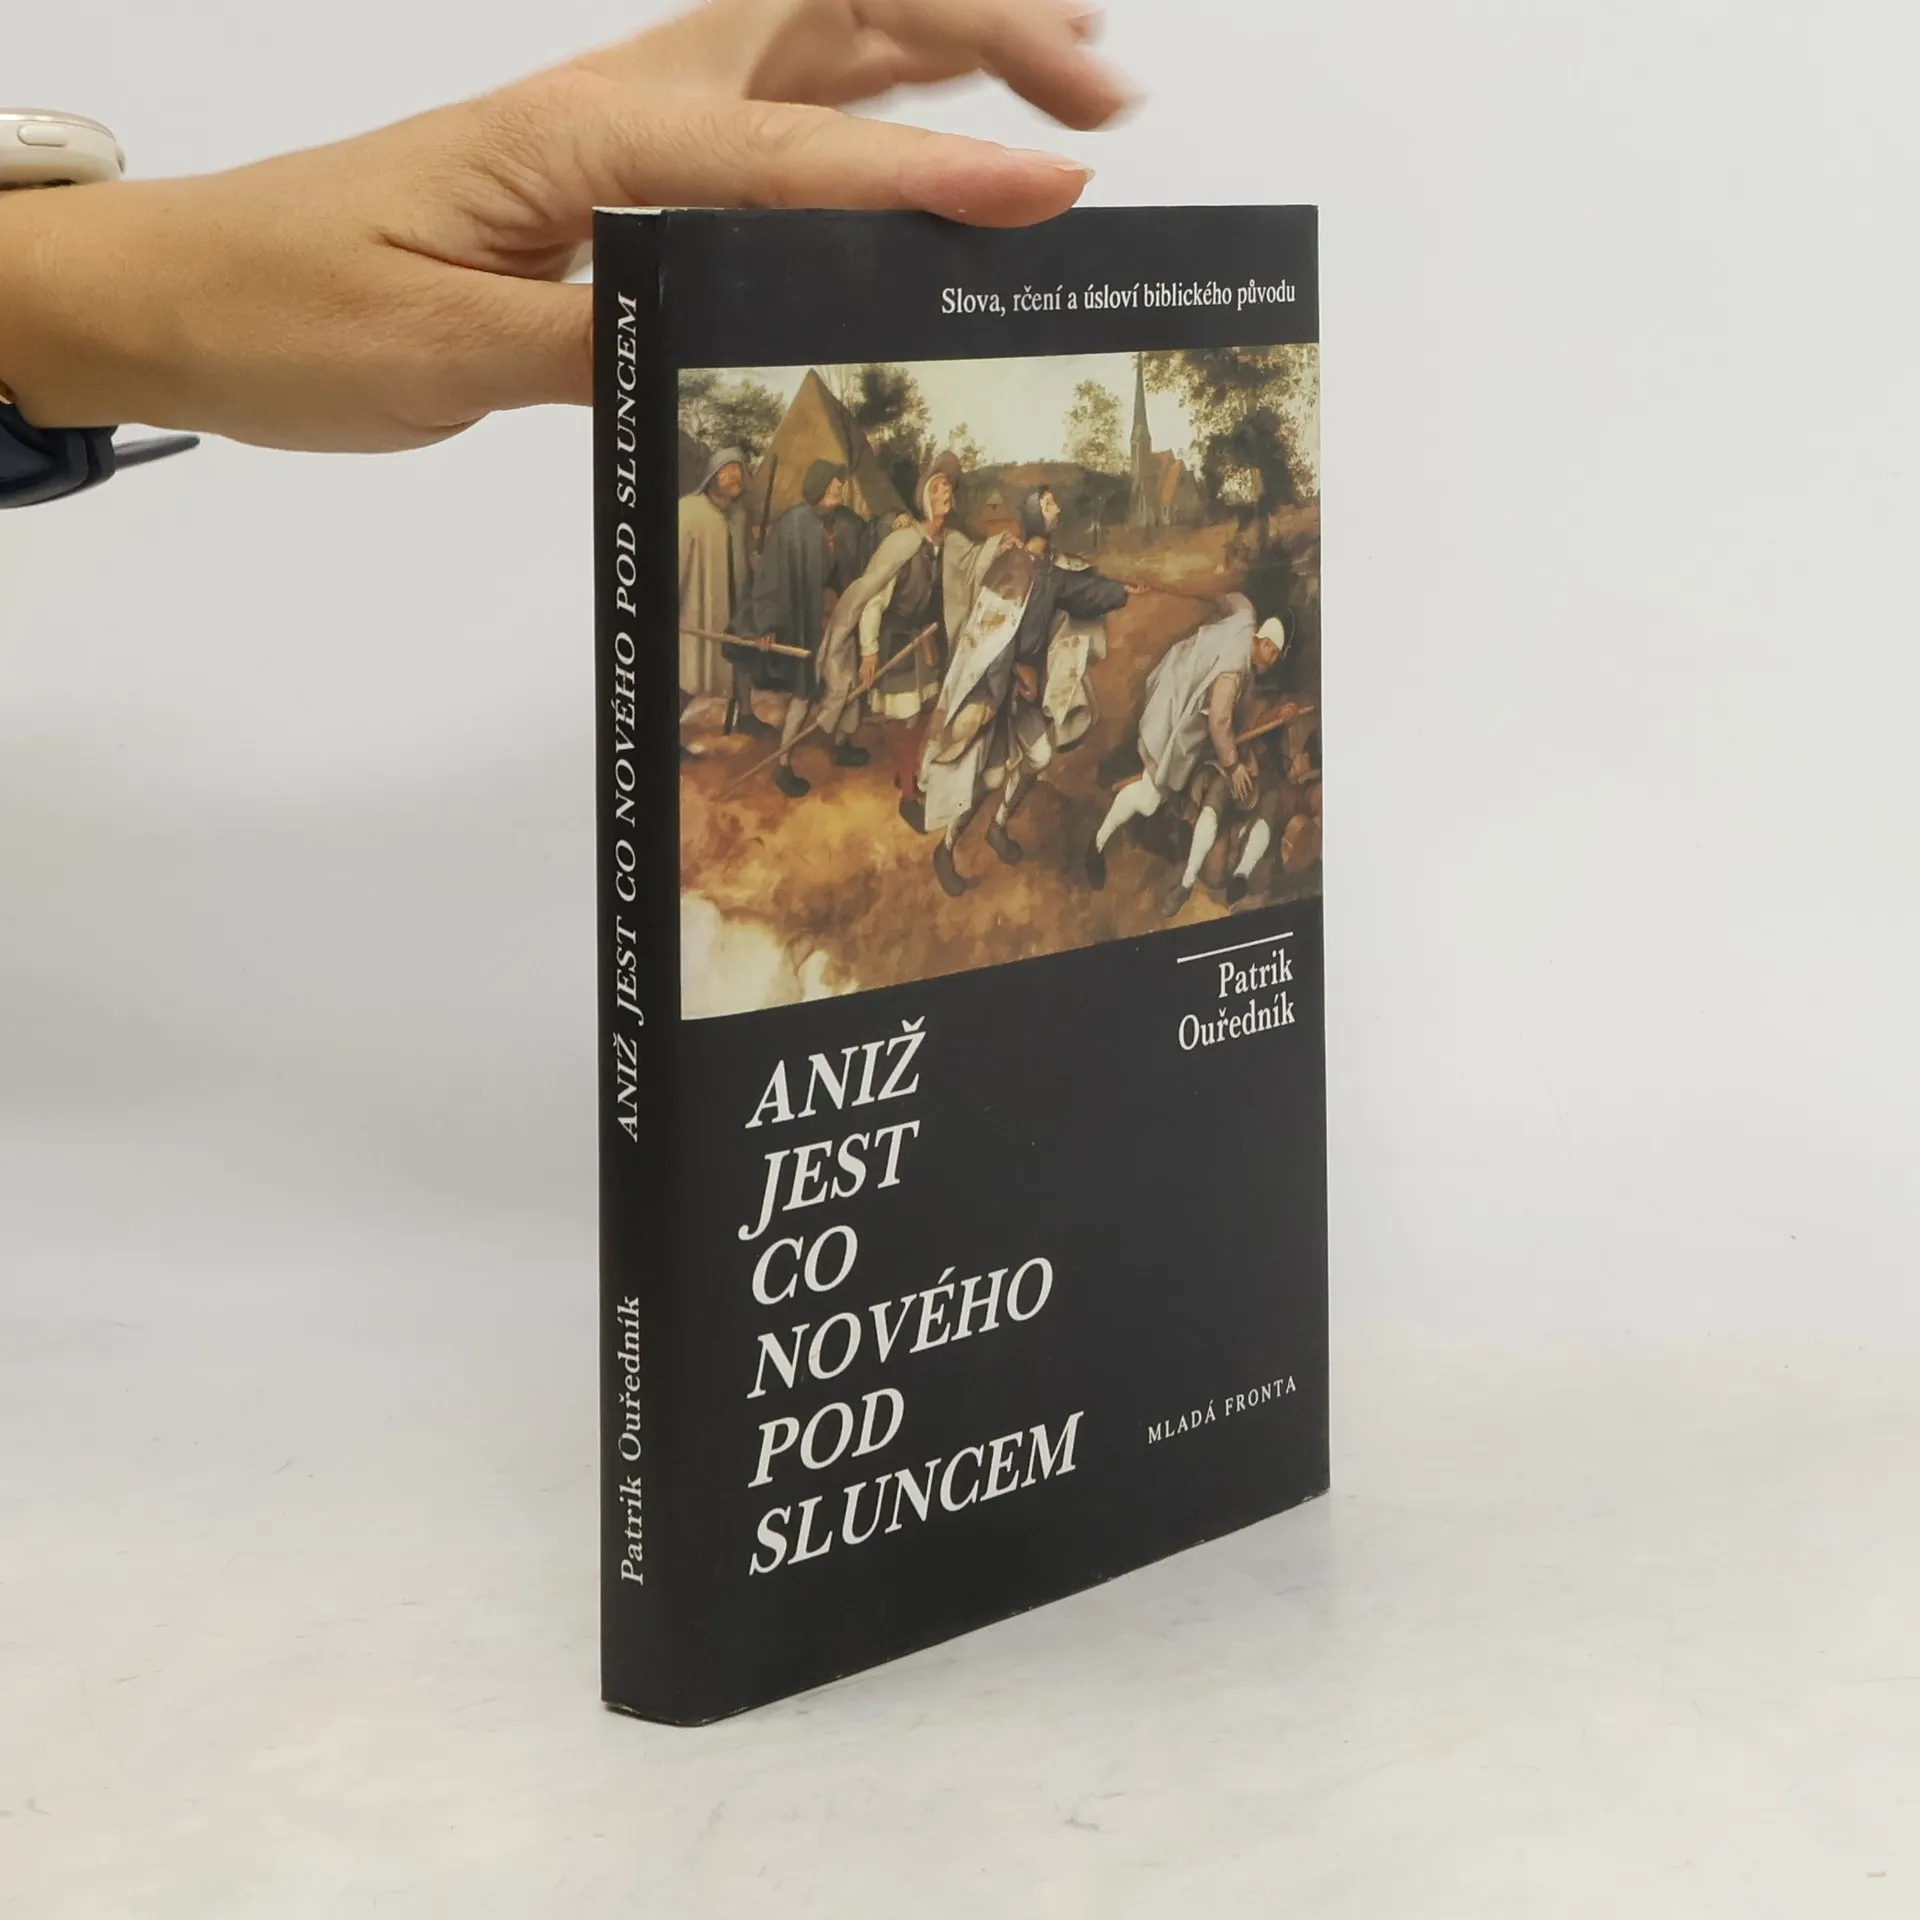 Slova, rčení a úsloví biblického původu
Patrik
Ouředník
ANIŽ
JEST
CO
NOVÉHO
POD
SLUNCEM
MLADÁ FRONTA
Patrik Ouředník ANIŽ JEST CO NOVÉHO POD SLUNCEM